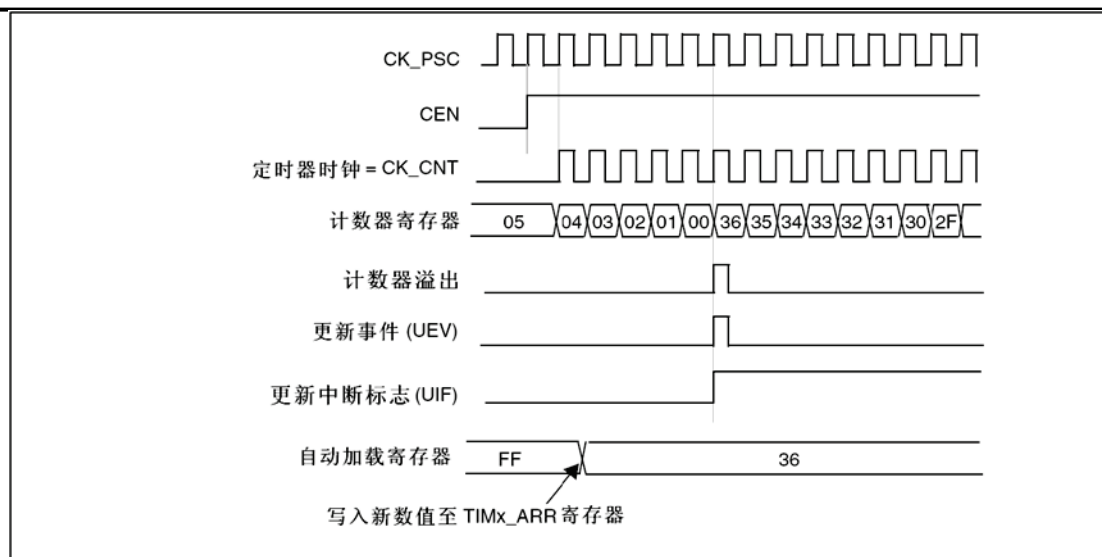 CK_PSC
CEN
定时器时钟 = CK_CNT
计数器寄存器 05 04 03 02 01 00 36 35 34 33 32 31 30 2F
计数器溢出
更新事件 (UEV)
更新中断标志 (UIF)
自动加载寄存器 FF 36
写入新数值至 TIMx_ARR 寄存器